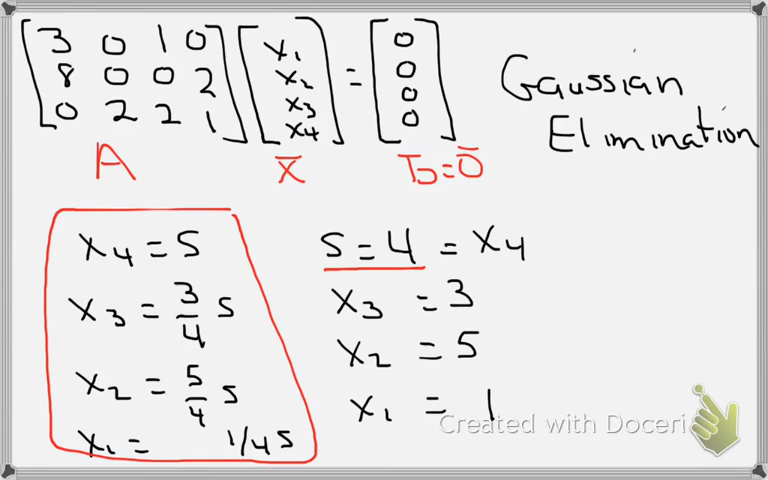 [3 0 1 0] [x₁] = [0]
[8 0 0 2] [x₂] [0]
[0 2 2 1] [x₃] [0]
[x₄] [0]
Gaussian
Elimination
A
x̄
b=0̄
x₄ = s
x₃ = 3/4 s
x₂ = 5/4 s
x₁ = 1/4 s
s = 4 = x₄
x₃ = 3
x₂ = 5
x₁ = 1
Created with Doceri